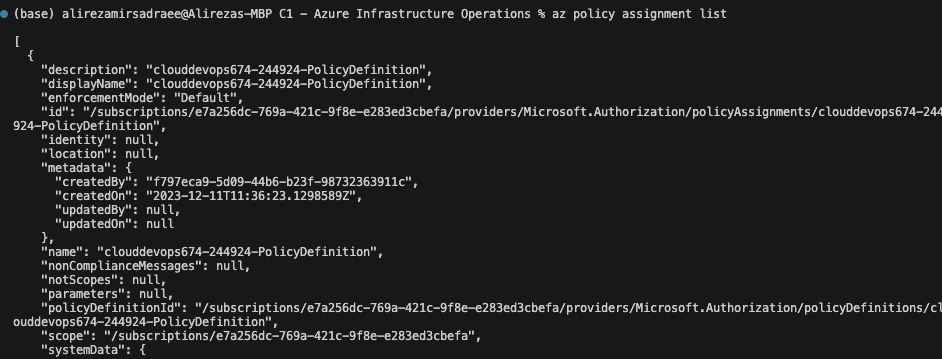 (base) alirezamirsadraee@Alirezas-MBP C1 - Azure Infrastructure Operations % az policy assignment list
[
  {
    "description": "clouddevops674-244924-PolicyDefinition",
    "displayName": "clouddevops674-244924-PolicyDefinition",
    "enforcementMode": "Default",
    "id": "/subscriptions/e7a256dc-769a-421c-9f8e-e283ed3cbefa/providers/Microsoft.Authorization/policyAssignments/clouddevops674-244
924-PolicyDefinition",
    "identity": null,
    "location": null,
    "metadata": {
      "createdBy": "f797eca9-5d09-44b6-b23f-98732363911c",
      "createdOn": "2023-12-11T11:36:23.1298589Z",
      "updatedBy": null,
      "updatedOn": null
    },
    "name": "clouddevops674-244924-PolicyDefinition",
    "nonComplianceMessages": null,
    "notScopes": null,
    "parameters": null,
    "policyDefinitionId": "/subscriptions/e7a256dc-769a-421c-9f8e-e283ed3cbefa/providers/Microsoft.Authorization/policyDefinitions/cl
ouddevops674-244924-PolicyDefinition",
    "scope": "/subscriptions/e7a256dc-769a-421c-9f8e-e283ed3cbefa",
    "systemData": {